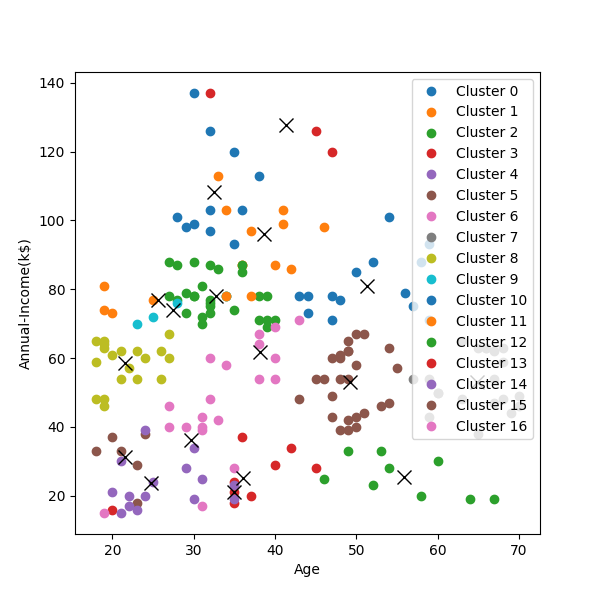 140
120
100
80
60
40
20
Annual-Income(k$)
20 30 40 50 60 70
Age
Cluster 0
Cluster 1
Cluster 2
Cluster 3
Cluster 4
Cluster 5
Cluster 6
Cluster 7
Cluster 8
Cluster 9
Cluster 10
Cluster 11
Cluster 12
Cluster 13
Cluster 14
Cluster 15
Cluster 16